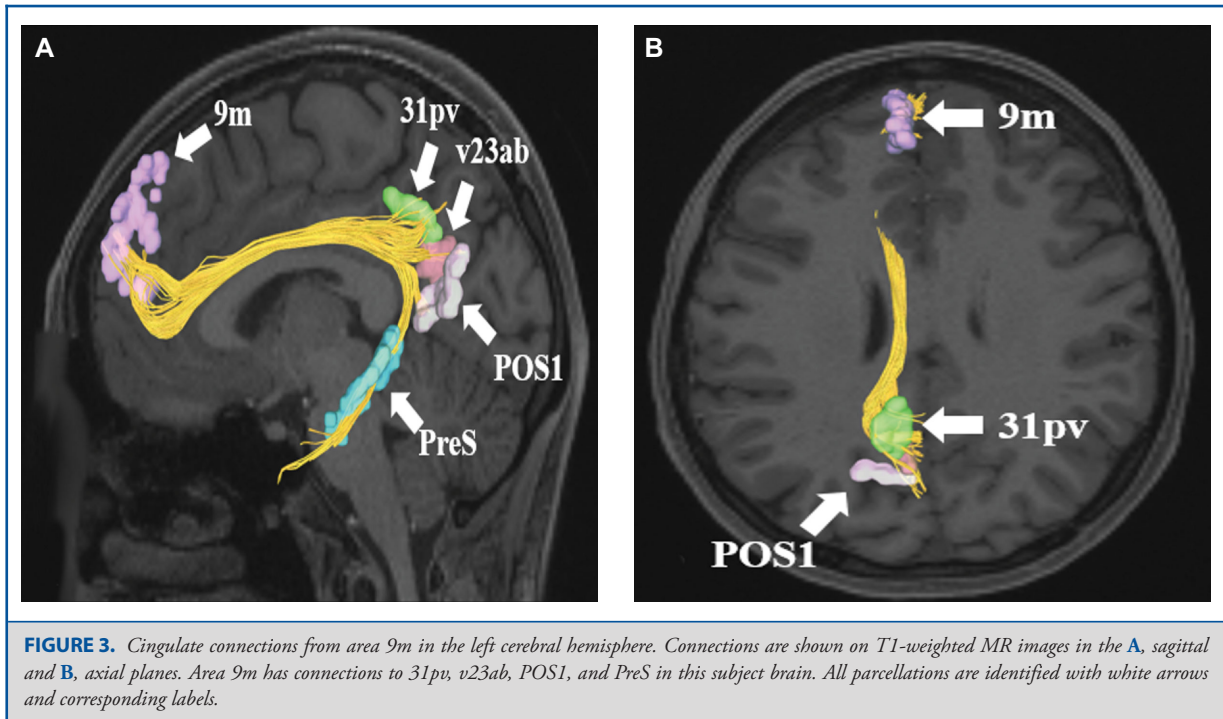 A
9m
31pv
v23ab
POS1
PreS
B
9m
31pv
POS1
FIGURE 3. Cingulate connections from area 9m in the left cerebral hemisphere. Connections are shown on T1-weighted MR images in the A, sagittal
and B, axial planes. Area 9m has connections to 31pv, v23ab, POS1, and PreS in this subject brain. All parcellations are identified with white arrows
and corresponding labels.